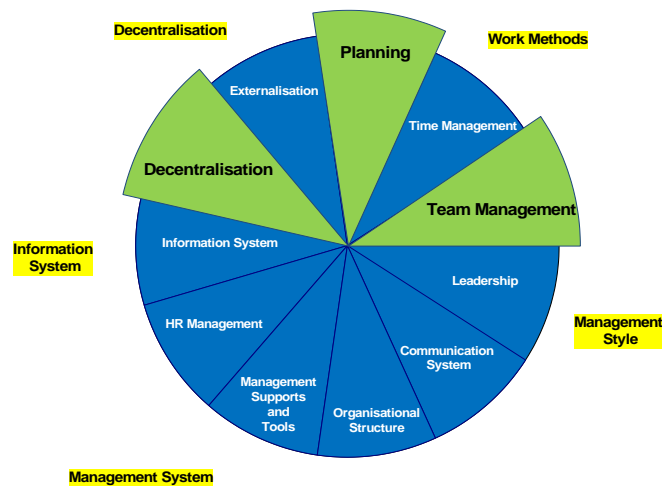 Decentralisation
Work Methods
Planning
Externalisation
Time Management
Decentralisation
Team Management
Information System
Information
System
Leadership
HR Management
Management
Style
Communication
System
Management
Supports
and
Tools
Organisational
Structure
Management System